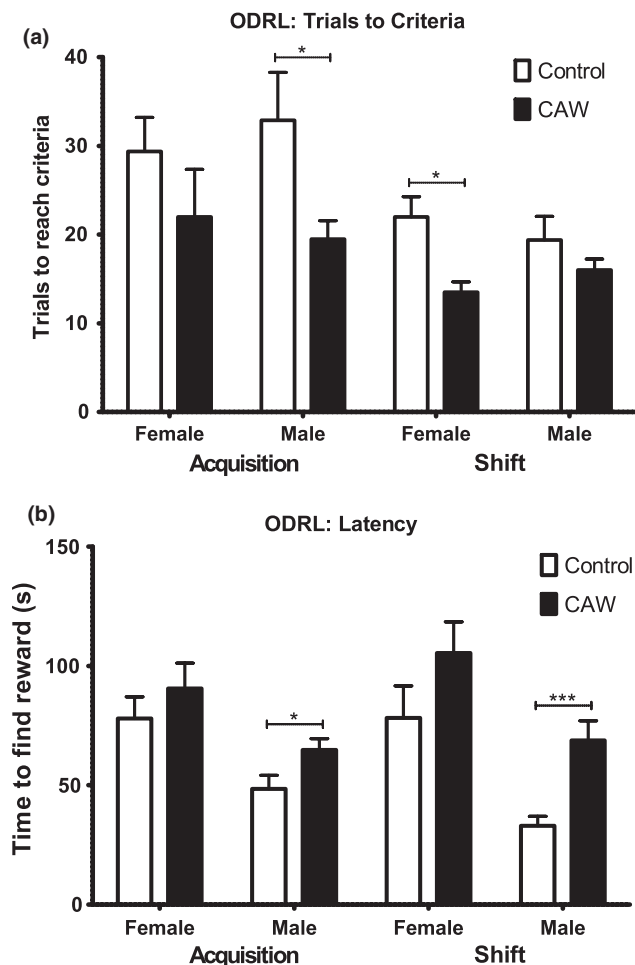 (a)
ODRL: Trials to Criteria
Trials to reach criteria
40
30
20
10
0
*
*
Control
CAW
Female Male Female Male
Acquisition Shift
(b)
ODRL: Latency
Time to find reward (s)
150
100
50
0
*
***
Control
CAW
Female Male Female Male
Acquisition Shift